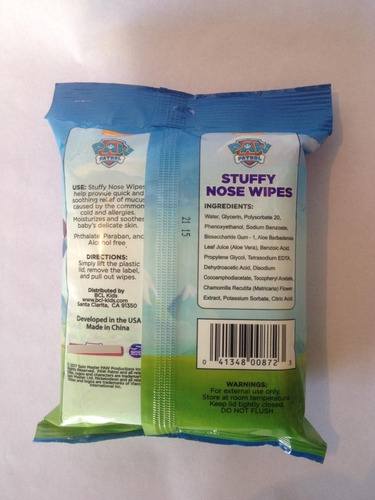 PAW
PATROL
USE: Stuffy Nose Wipes
help provide quick and
soothing relief of mucus
caused by the common
cold and allergies.
Moisturizes and soothes
baby's delicate skin.
Phthalate, Paraban, and
Alcohol free
DIRECTIONS:
Simply lift the plastic
lid, remove the label,
and pull out wipes.
Distributed by
BCL Kids
www.bcl-kids.com
Santa Clarita, CA 91350
Developed in the USA
Made in China
21 15
PAW
PATROL
STUFFY
NOSE WIPES
INGREDIENTS:
Water, Glycerin, Polysorbate 20,
Phenoxyethanol, Sodium Benzoate,
Biosaccharide Gum - 1, Aloe Barbadensis
Leaf Juice (Aloe Vera), Benzoic Acid,
Propylene Glycol, Tetrasodium EDTA,
Dehydroacetic Acid, Disodium
Cocoamphodiacetate, Tocopheryl Acetate,
Chamomilla Recutita (Matricaria) Flower
Extract, Potassium Sorbate, Citric Acid
0 41348 00872 3
WARNINGS:
For external use only.
Store at room temperature
Keep lid tightly closed.
DO NOT FLUSH